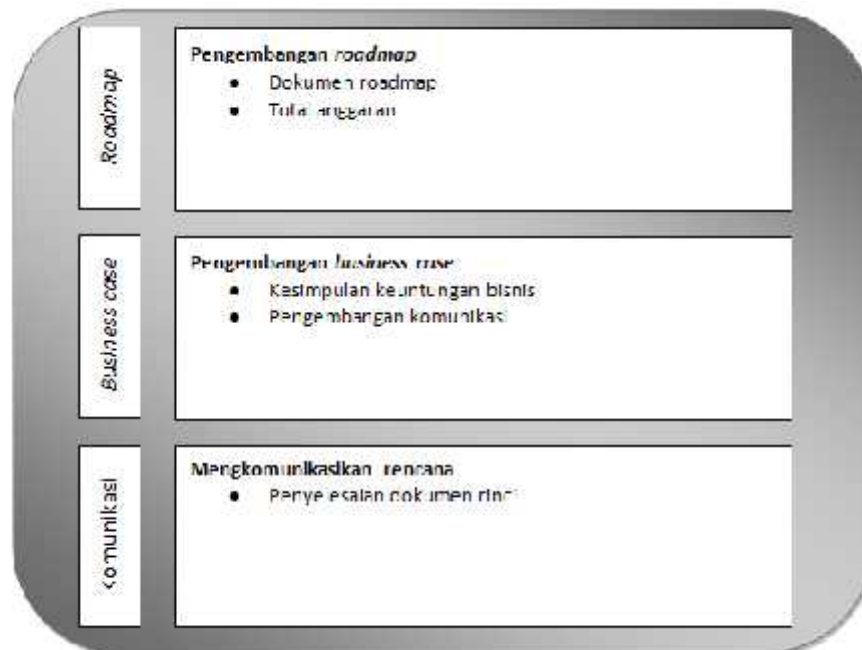 Roadmap
Pengembangan roadmap
● Dokumen roadmap
● Total anggaran
Business case
Pengembangan business case
● Kesimpulan keuntungan bisnis
● Pengembangan komunikasi
Komunikasi
Mengkomunikasikan rencana
● Penyelesaian dokumen rinci